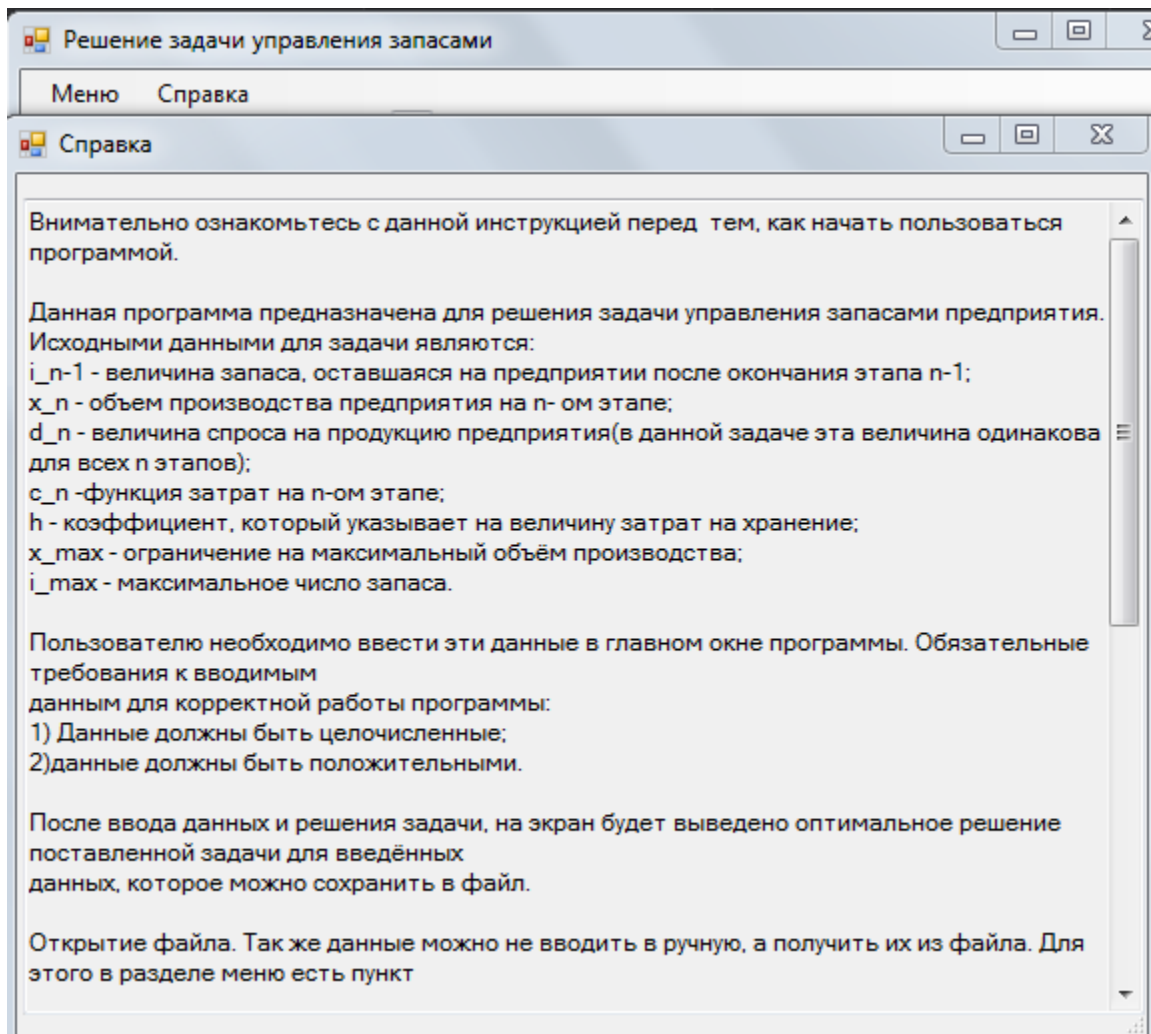 Решение задачи управления запасами
Меню Справка
Справка
Внимательно ознакомьтесь с данной инструкцией перед  тем, как начать пользоваться
программой.
Данная программа предназначена для решения задачи управления запасами предприятия.
Исходными данными для задачи являются:
i_n-1 - величина запаса, оставшаяся на предприятии после окончания этапа n-1;
x_n - объем производства предприятия на n- ом этапе;
d_n - величина спроса на продукцию предприятия(в данной задаче эта величина одинакова
для всех n этапов);
c_n -функция затрат на n-ом этапе;
h - коэффициент, который указывает на величину затрат на хранение;
x_max - ограничение на максимальный объём производства;
i_max - максимальное число запаса.
Пользователю необходимо ввести эти данные в главном окне программы. Обязательные
требования к вводимым
данным для корректной работы программы:
1) Данные должны быть целочисленные;
2)данные должны быть положительными.
После ввода данных и решения задачи, на экран будет выведено оптимальное решение
поставленной задачи для введённых
данных, которое можно сохранить в файл.
Открытие файла. Так же данные можно не вводить в ручную, а получить их из файла. Для
этого в разделе меню есть пункт